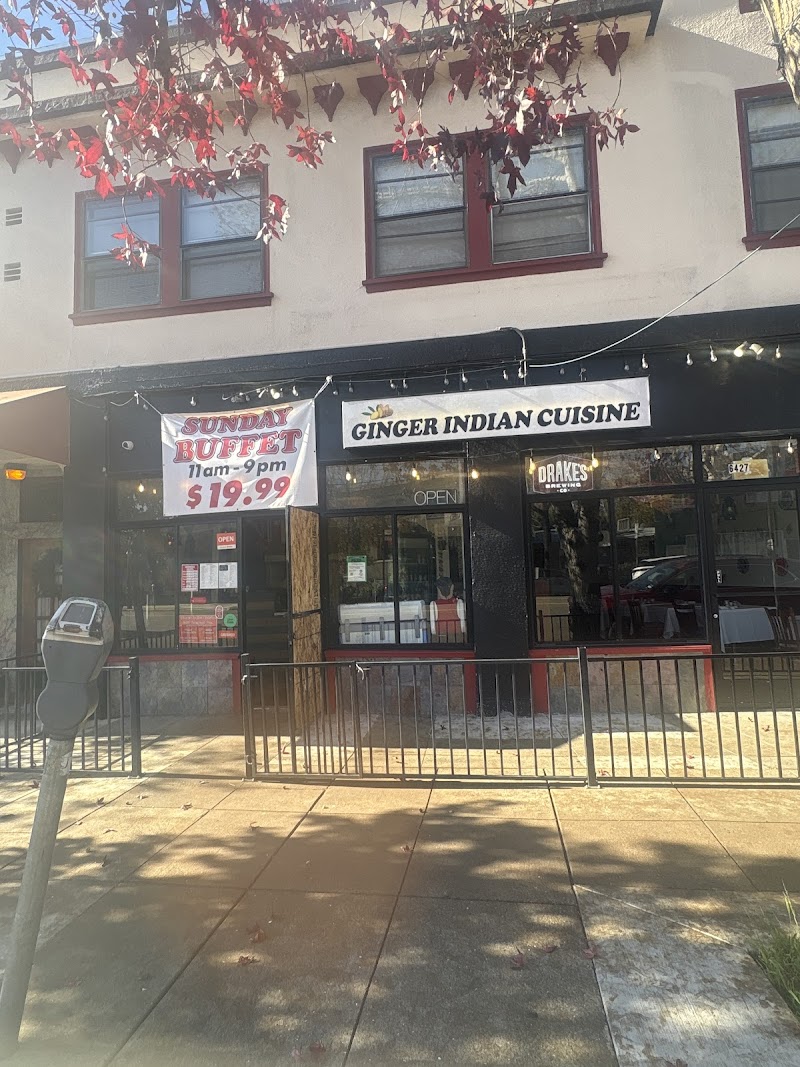 SUNDAY
BUFFET
11am - 9pm
$19.99
GINGER INDIAN CUISINE
DRAKE'S
BREWING
CO
OPEN
6427
OPEN